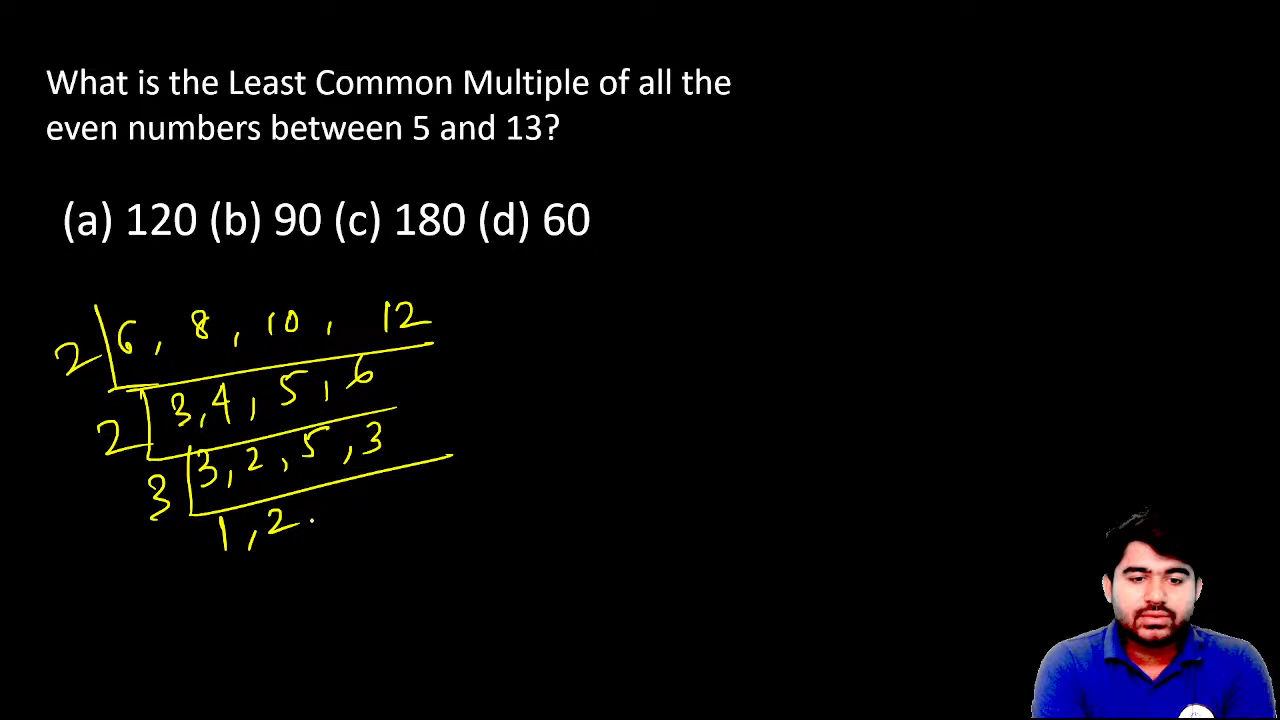 What is the Least Common Multiple of all the
even numbers between 5 and 13?
(a) 120 (b) 90 (c) 180 (d) 60
2 6, 8, 10, 12
2 3, 4, 5, 6
3 3, 2, 5, 3
1, 2